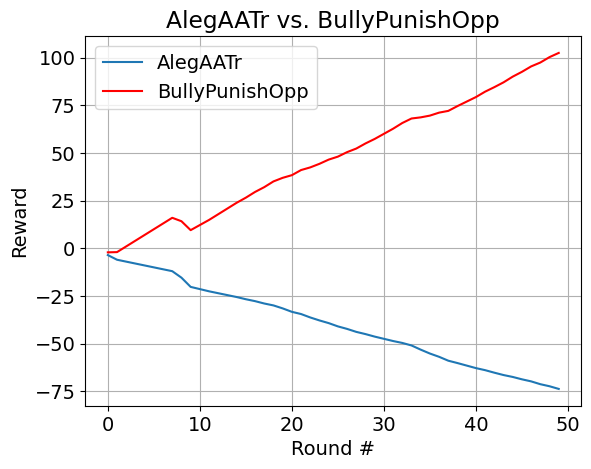 AlegAATr vs. BullyPunishOpp
AlegAATr
BullyPunishOpp
100
75
50
25
0
−25
−50
−75
Reward
0 10 20 30 40 50
Round #